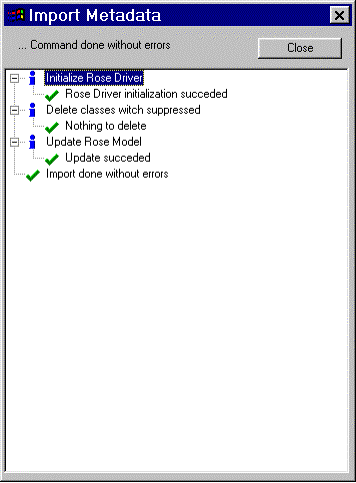 Import Metadata
... Command done without errors
Close
Initialize Rose Driver
Rose Driver initialization succeded
Delete classes witch suppressed
Nothing to delete
Update Rose Model
Update succeded
Import done without errors